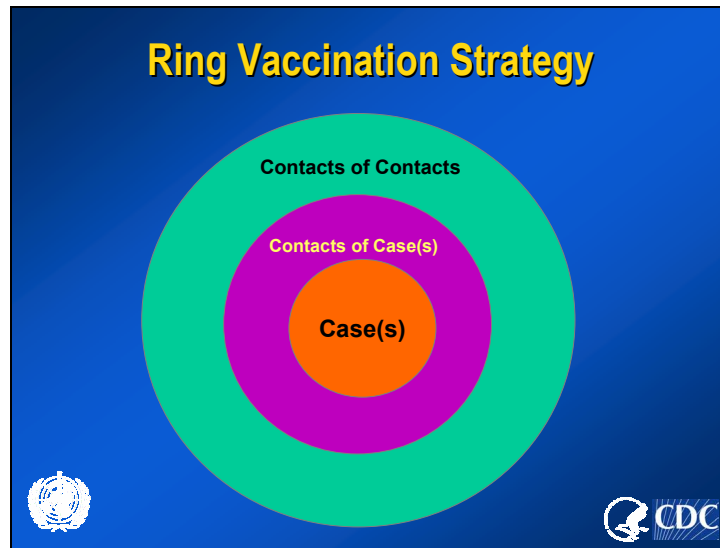 Ring Vaccination Strategy
Contacts of Contacts
Contacts of Case(s)
Case(s)
CDC